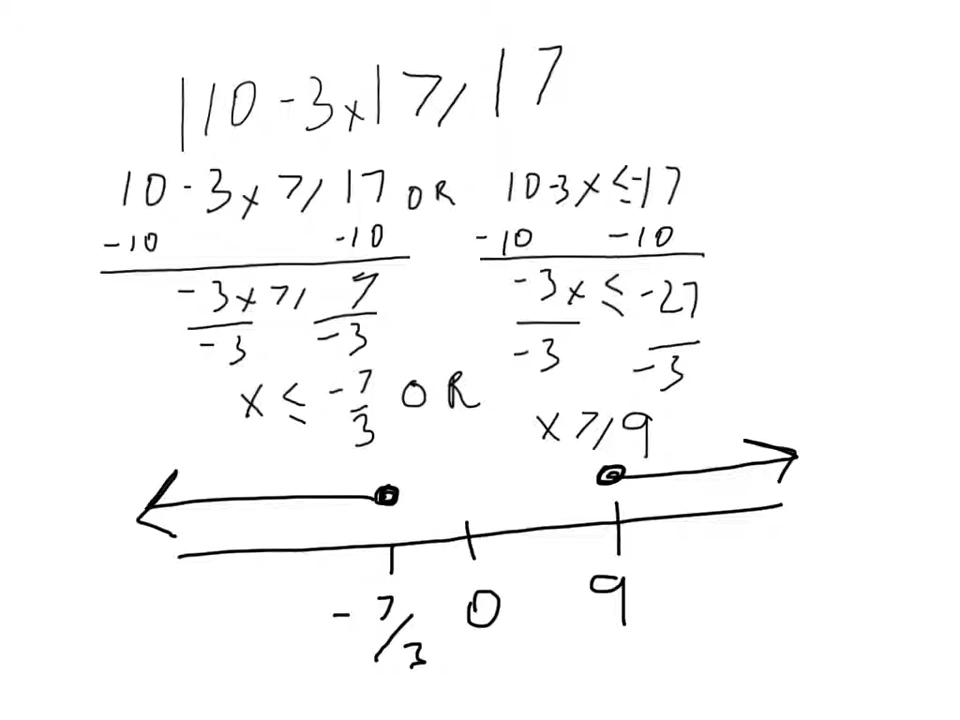 |10-3x| ≥ 17
10-3x ≥ 17 OR 10-3x ≤ -17
-10 -10 -10 -10
-3x ≥ 7 -3x ≤ -27
-3 -3 -3 -3
x ≤ -7/3 OR
x ≥ 9
-7/3 0 9